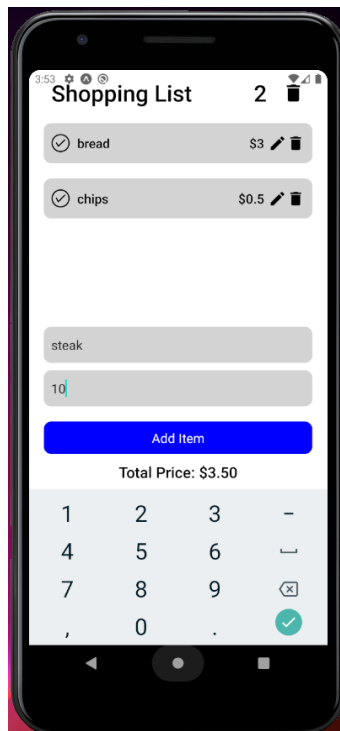 3:53
Shopping List 2
bread $3
chips $0.5
steak
10
Add Item
Total Price: $3.50
1 2 3 -
4 5 6
7 8 9
, 0 .